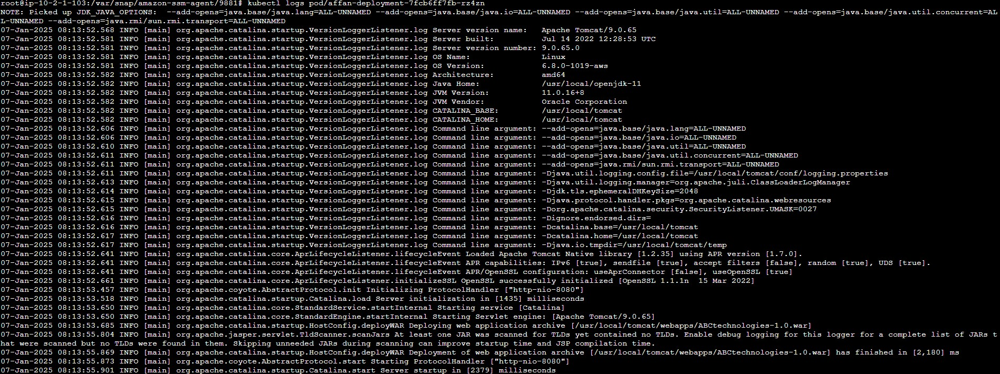 root@ip-10-2-1-103:/var/snap/amazon-ssm-agent/9881# kubectl logs pod/affan-deployment-7fcb6ff7fb-rz4zn
NOTE: Picked up JDK_JAVA_OPTIONS:  --add-opens=java.base/java.lang=ALL-UNNAMED --add-opens=java.base/java.io=ALL-UNNAMED --add-opens=java.base/java.util=ALL-UNNAMED --add-opens=java.base/java.util.concurrent=AL
L-UNNAMED --add-opens=java.rmi/sun.rmi.transport=ALL-UNNAMED
07-Jan-2025 08:13:52.568 INFO [main] org.apache.catalina.startup.VersionLoggerListener.log Server version name:   Apache Tomcat/9.0.65
07-Jan-2025 08:13:52.581 INFO [main] org.apache.catalina.startup.VersionLoggerListener.log Server built:          Jul 14 2022 12:28:53 UTC
07-Jan-2025 08:13:52.581 INFO [main] org.apache.catalina.startup.VersionLoggerListener.log Server version number: 9.0.65.0
07-Jan-2025 08:13:52.581 INFO [main] org.apache.catalina.startup.VersionLoggerListener.log OS Name:               Linux
07-Jan-2025 08:13:52.581 INFO [main] org.apache.catalina.startup.VersionLoggerListener.log OS Version:            6.8.0-1019-aws
07-Jan-2025 08:13:52.582 INFO [main] org.apache.catalina.startup.VersionLoggerListener.log Architecture:          amd64
07-Jan-2025 08:13:52.582 INFO [main] org.apache.catalina.startup.VersionLoggerListener.log Java Home:             /usr/local/openjdk-11
07-Jan-2025 08:13:52.582 INFO [main] org.apache.catalina.startup.VersionLoggerListener.log JVM Version:           11.0.16+8
07-Jan-2025 08:13:52.582 INFO [main] org.apache.catalina.startup.VersionLoggerListener.log JVM Vendor:            Oracle Corporation
07-Jan-2025 08:13:52.582 INFO [main] org.apache.catalina.startup.VersionLoggerListener.log CATALINA_BASE:         /usr/local/tomcat
07-Jan-2025 08:13:52.582 INFO [main] org.apache.catalina.startup.VersionLoggerListener.log CATALINA_HOME:         /usr/local/tomcat
07-Jan-2025 08:13:52.606 INFO [main] org.apache.catalina.startup.VersionLoggerListener.log Command line argument: --add-opens=java.base/java.lang=ALL-UNNAMED
07-Jan-2025 08:13:52.606 INFO [main] org.apache.catalina.startup.VersionLoggerListener.log Command line argument: --add-opens=java.base/java.io=ALL-UNNAMED
07-Jan-2025 08:13:52.610 INFO [main] org.apache.catalina.startup.VersionLoggerListener.log Command line argument: --add-opens=java.base/java.util=ALL-UNNAMED
07-Jan-2025 08:13:52.611 INFO [main] org.apache.catalina.startup.VersionLoggerListener.log Command line argument: --add-opens=java.base/java.util.concurrent=ALL-UNNAMED
07-Jan-2025 08:13:52.611 INFO [main] org.apache.catalina.startup.VersionLoggerListener.log Command line argument: --add-opens=java.rmi/sun.rmi.transport=ALL-UNNAMED
07-Jan-2025 08:13:52.611 INFO [main] org.apache.catalina.startup.VersionLoggerListener.log Command line argument: -Djava.util.logging.config.file=/usr/local/tomcat/conf/logging.properties
07-Jan-2025 08:13:52.613 INFO [main] org.apache.catalina.startup.VersionLoggerListener.log Command line argument: -Djava.util.logging.manager=org.apache.juli.ClassLoaderLogManager
07-Jan-2025 08:13:52.614 INFO [main] org.apache.catalina.startup.VersionLoggerListener.log Command line argument: -Djdk.tls.ephemeralDHKeySize=2048
07-Jan-2025 08:13:52.615 INFO [main] org.apache.catalina.startup.VersionLoggerListener.log Command line argument: -Djava.protocol.handler.pkgs=org.apache.catalina.webresources
07-Jan-2025 08:13:52.615 INFO [main] org.apache.catalina.startup.VersionLoggerListener.log Command line argument: -Dorg.apache.catalina.security.SecurityListener.UMASK=0027
07-Jan-2025 08:13:52.616 INFO [main] org.apache.catalina.startup.VersionLoggerListener.log Command line argument: -Dignore.endorsed.dirs=
07-Jan-2025 08:13:52.616 INFO [main] org.apache.catalina.startup.VersionLoggerListener.log Command line argument: -Dcatalina.base=/usr/local/tomcat
07-Jan-2025 08:13:52.617 INFO [main] org.apache.catalina.startup.VersionLoggerListener.log Command line argument: -Dcatalina.home=/usr/local/tomcat
07-Jan-2025 08:13:52.617 INFO [main] org.apache.catalina.startup.VersionLoggerListener.log Command line argument: -Djava.io.tmpdir=/usr/local/tomcat/temp
07-Jan-2025 08:13:52.641 INFO [main] org.apache.catalina.core.AprLifecycleListener.lifecycleEvent Loaded Apache Tomcat Native library [1.2.35] using APR version [1.7.0].
07-Jan-2025 08:13:52.641 INFO [main] org.apache.catalina.core.AprLifecycleListener.lifecycleEvent APR capabilities: IPv6 [true], sendfile [true], accept filters [false], random [true], UDS [true].
07-Jan-2025 08:13:52.641 INFO [main] org.apache.catalina.core.AprLifecycleListener.lifecycleEvent APR/OpenSSL configuration: useAprConnector [false], useOpenSSL [true]
07-Jan-2025 08:13:52.661 INFO [main] org.apache.catalina.core.AprLifecycleListener.initializeSSL OpenSSL successfully initialized [OpenSSL 1.1.1n  15 Mar 2022]
07-Jan-2025 08:13:53.457 INFO [main] org.apache.coyote.AbstractProtocol.init Initializing ProtocolHandler ["http-nio-8080"]
07-Jan-2025 08:13:53.518 INFO [main] org.apache.catalina.startup.Catalina.load Server initialization in [1435] milliseconds
07-Jan-2025 08:13:53.650 INFO [main] org.apache.catalina.core.StandardService.startInternal Starting service [Catalina]
07-Jan-2025 08:13:53.650 INFO [main] org.apache.catalina.core.StandardEngine.startInternal Starting Servlet engine: [Apache Tomcat/9.0.65]
07-Jan-2025 08:13:53.685 INFO [main] org.apache.catalina.startup.HostConfig.deployWAR Deploying web application archive [/usr/local/tomcat/webapps/ABCtechnologies-1.0.war]
07-Jan-2025 08:13:55.804 INFO [main] org.apache.jasper.servlet.TldScanner.scanJars At least one JAR was scanned for TLDs yet contained no TLDs. Enable debug logging for this logger for a complete list of JARs t
hat were scanned but no TLDs were found in them. Skipping unneeded JARs during scanning can improve startup time and JSP compilation time.
07-Jan-2025 08:13:55.869 INFO [main] org.apache.catalina.startup.HostConfig.deployWAR Deployment of web application archive [/usr/local/tomcat/webapps/ABCtechnologies-1.0.war] has finished in [2,180] ms
07-Jan-2025 08:13:55.873 INFO [main] org.apache.coyote.AbstractProtocol.start Starting ProtocolHandler ["http-nio-8080"]
07-Jan-2025 08:13:55.901 INFO [main] org.apache.catalina.startup.Catalina.start Server startup in [2379] milliseconds